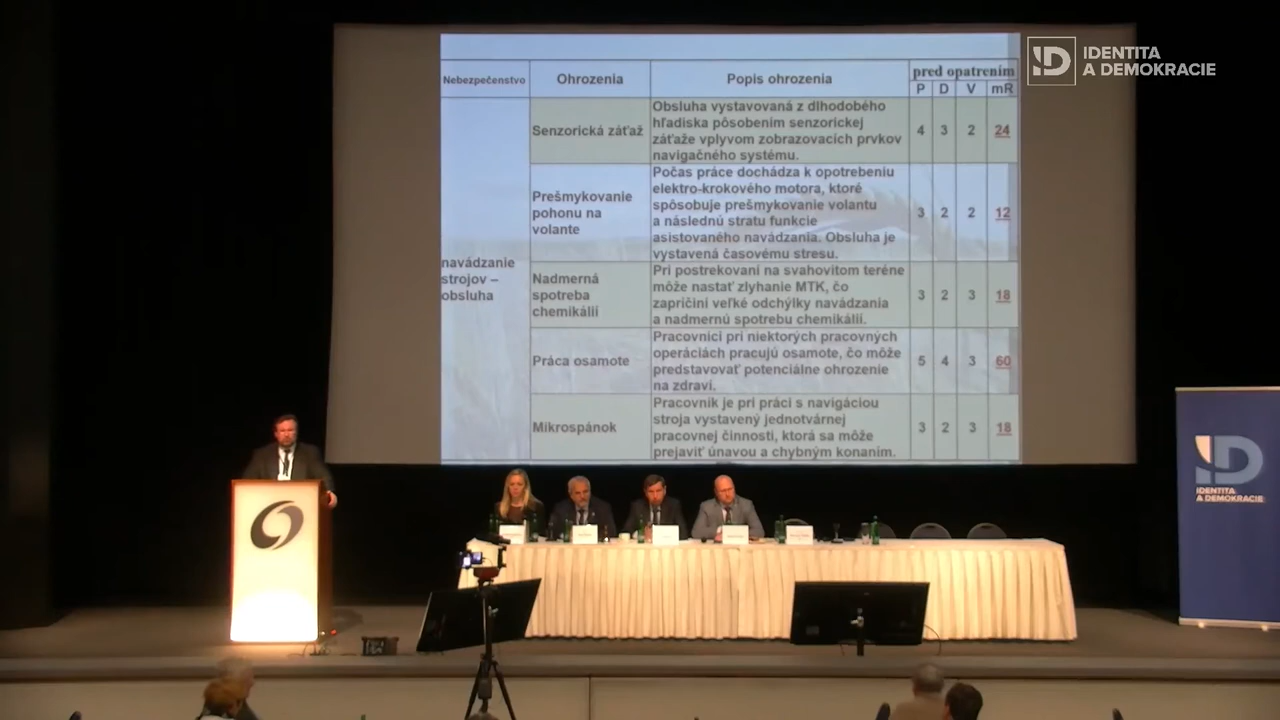 IDENTITA
A DEMOKRACIE
Nebezpečenstvo
Ohrozenia
Popis ohrozenia
pred opatrením
P D V mR
navádzanie
strojov –
obsluha
Senzorická záťaž
Obsluha vystavovaná z dlhodobého
hľadiska pôsobením senzorickej
záťaže vplyvom zobrazovacích prvkov
navigačného systému.
4 3 2 24
Prešmykovanie
pohonu na
volante
Počas práce dochádza k opotrebeniu
elektro-krokového motora, ktoré
spôsobuje prešmykovanie volantu
a následnú stratu funkcie
asistovaného navádzania. Obsluha je
vystavená časovému stresu.
3 2 2 12
Nadmerná
spotreba
chemikálií
Pri postrekovaní na svahovitom teréne
môže nastať zlyhanie MTK, čo
zapríčiní veľké odchýlky navádzania
a nadmernú spotrebu chemikálií.
3 2 3 18
Práca osamote
Pracovníci pri niektorých pracovných
operáciách pracujú osamote, čo môže
predstavovať potenciálne ohrozenie
na zdraví.
5 4 3 60
Mikrospánok
Pracovník je pri práci s navigáciou
stroja vystavený jednotvárnej
pracovnej činnosti, ktorá sa môže
prejaviť únavou a chybným konaním.
3 2 3 18
IDENTITA
A DEMOKRACIE